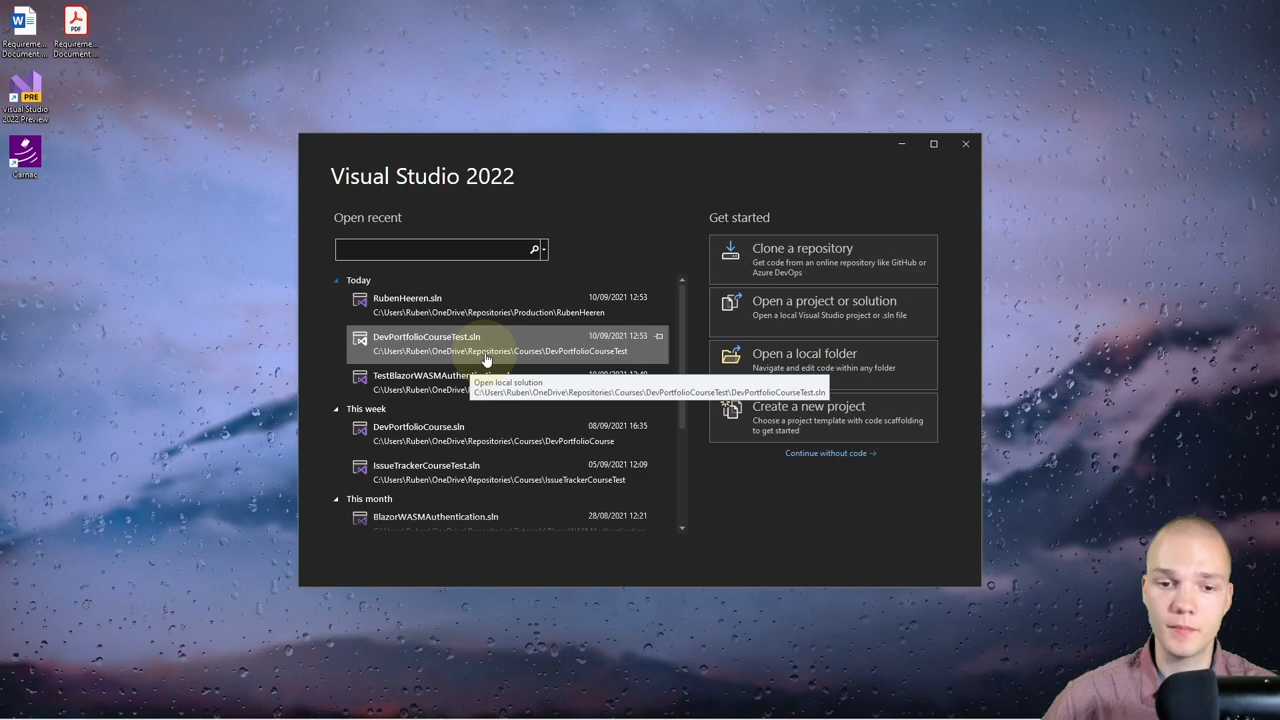 Requireme...
Document ...
Requireme...
Document ...
PDF
PRE
Visual Studio
2022 Preview
Carnac
Visual Studio 2022
Open recent
Today
RubenHeeren.sln 10/09/2021 12:53
C:\Users\Ruben\OneDrive\Repositories\Production\RubenHeeren
DevPortfolioCourseTest.sln 10/09/2021 12:53
C:\Users\Ruben\OneDrive\Repositories\Courses\DevPortfolioCourseTest
Open local solution
C:\Users\Ruben\OneDrive\Repositories\Courses\DevPortfolioCourseTest\DevPortfolioCourseTest.sln
This week
DevPortfolioCourse.sln 08/09/2021 16:35
C:\Users\Ruben\OneDrive\Repositories\Courses\DevPortfolioCourse
IssueTrackerCourseTest.sln 05/09/2021 12:09
C:\Users\Ruben\OneDrive\Repositories\Courses\IssueTrackerCourseTest
This month
BlazorWASMAuthentication.sln 28/08/2021 12:21
Get started
Clone a repository
Get code from an online repository like GitHub or
Azure DevOps
Open a project or solution
Open a local Visual Studio project or .sln file
Open a local folder
Navigate and edit code within any folder
Create a new project
Choose a project template with code scaffolding
to get started
Continue without code →